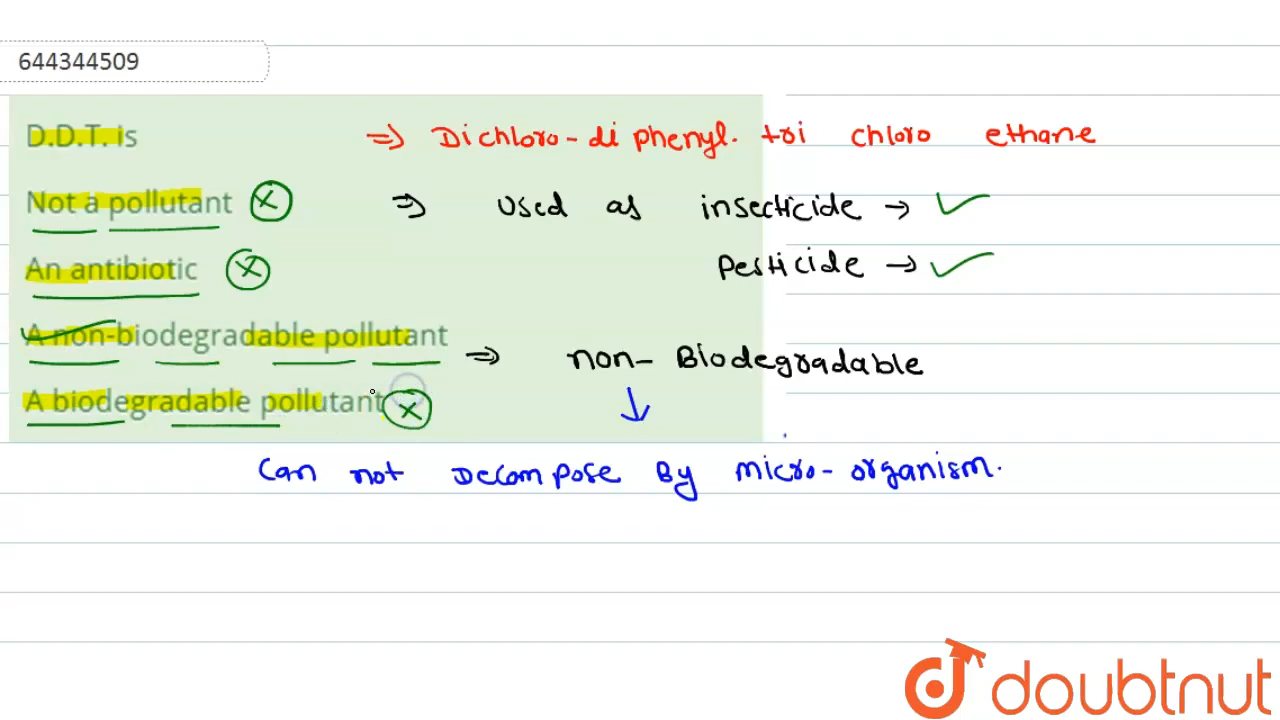 644344509
D.D.T. is ⇒ Dichloro-di phenyl. tri chloro ethane
Not a pollutant ⓧ ⇒ used as insecticide → ✓
An antibiotic ⓧ Pesticide → ✓
A non-biodegradable pollutant ⇒ non-Biodegradable
A biodegradable pollutant ⓧ ↓
Can not Decompose By micro-organism.
doubtnut